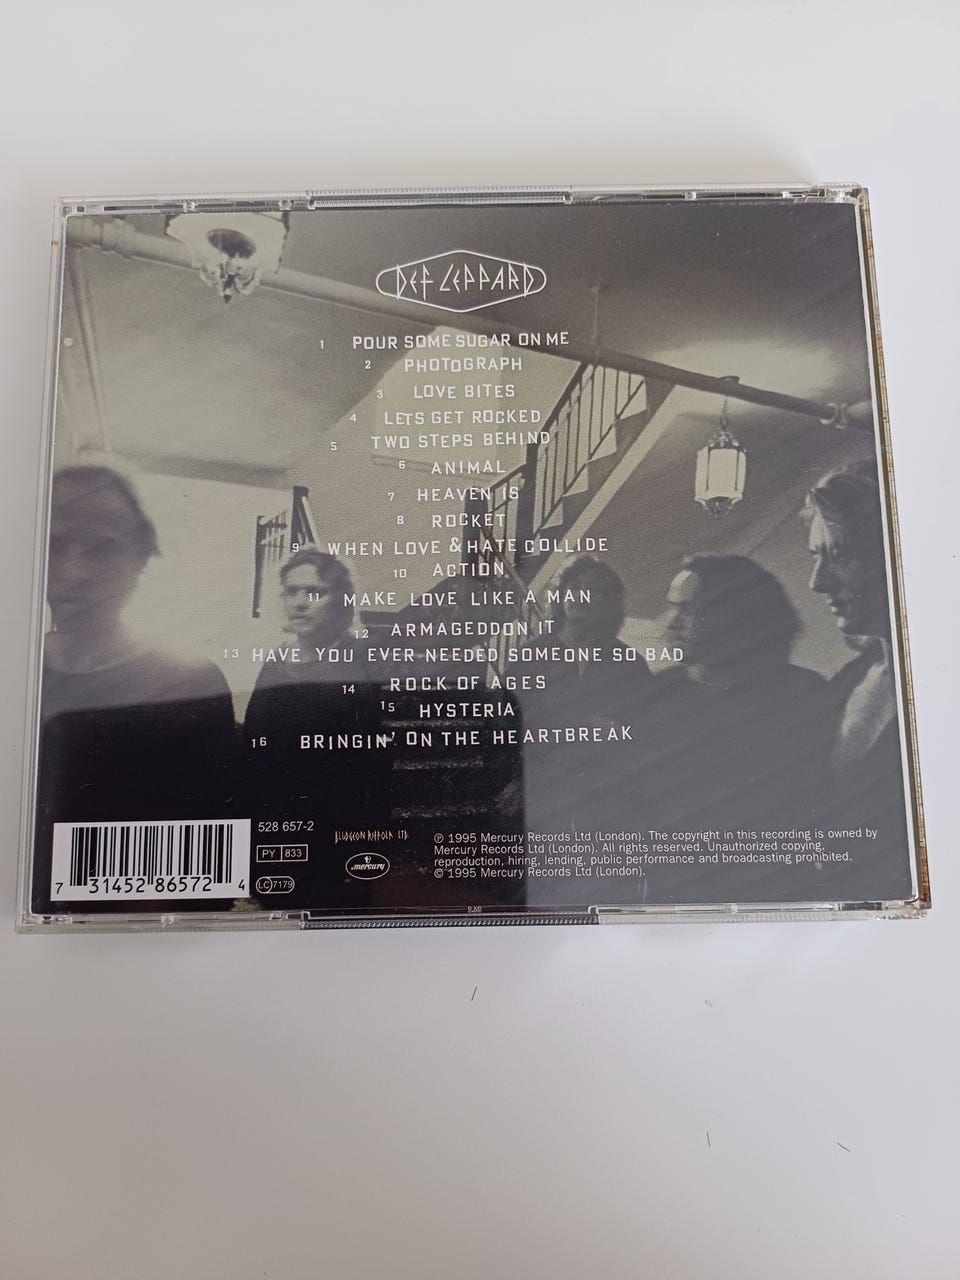 DEF LEPPARD
1 POUR SOME SUGAR ON ME
2 PHOTOGRAPH
3 LOVE BITES
4 LETS GET ROCKED
5 TWO STEPS BEHIND
6 ANIMAL
7 HEAVEN IS
8 ROCKET
9 WHEN LOVE & HATE COLLIDE
10 ACTION
11 MAKE LOVE LIKE A MAN
12 ARMAGEDDON IT
13 HAVE YOU EVER NEEDED SOMEONE SO BAD
14 ROCK OF AGES
15 HYSTERIA
16 BRINGIN' ON THE HEARTBREAK
7 31452 86572 4
528 657-2
PY 833
LC 7179
BLUDGEON RIFFOLA LTD.
mercury
℗ 1995 Mercury Records Ltd (London). The copyright in this recording is owned by
Mercury Records Ltd (London). All rights reserved. Unauthorized copying,
reproduction, hiring, lending, public performance and broadcasting prohibited.
© 1995 Mercury Records Ltd (London).